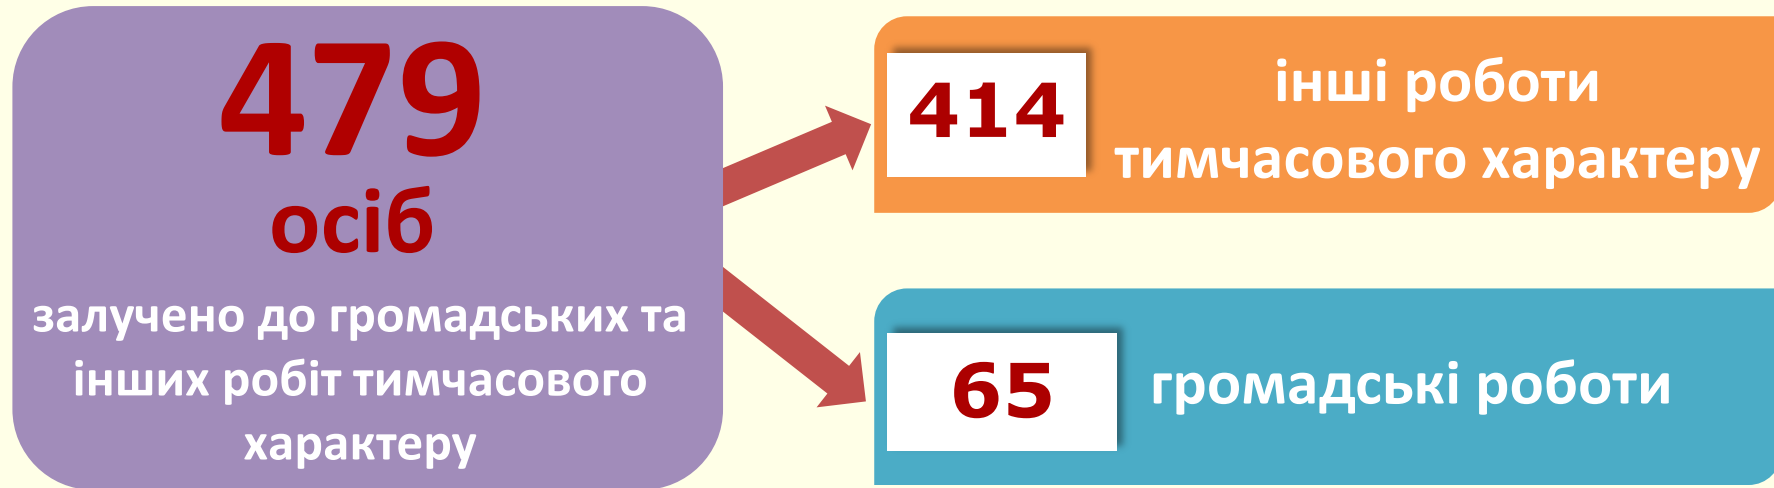 479
осіб
залучено до громадських та
інших робіт тимчасового
характеру
414
інші роботи
тимчасового характеру
65
громадські роботи